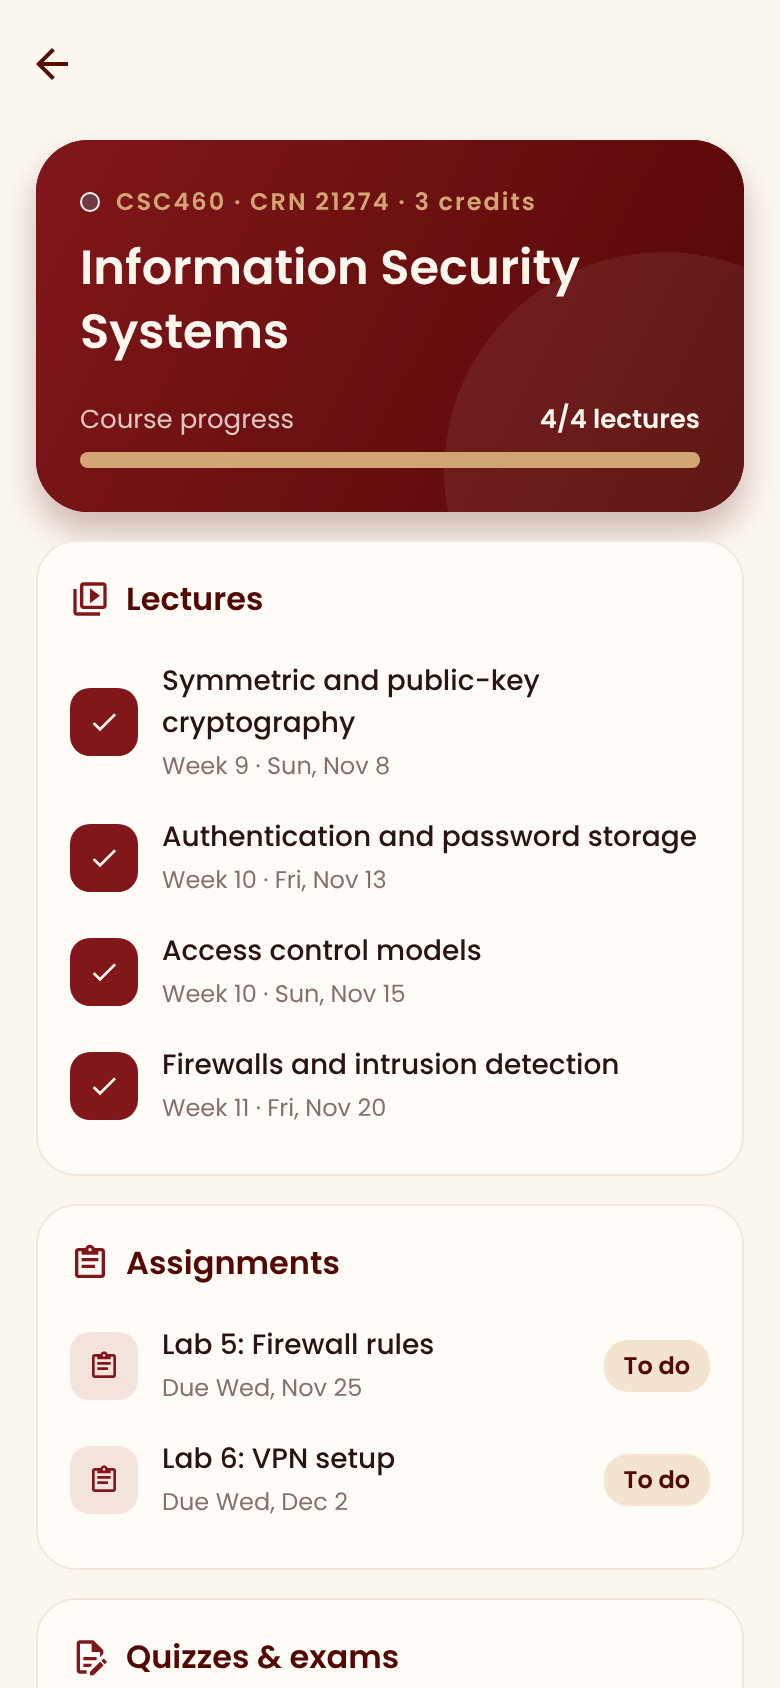 CSC460 · CRN 21274 · 3 credits
Information Security
Systems
Course progress
4/4 lectures
Lectures
Symmetric and public-key
cryptography
Week 9 · Sun, Nov 8
Authentication and password storage
Week 10 · Fri, Nov 13
Access control models
Week 10 · Sun, Nov 15
Firewalls and intrusion detection
Week 11 · Fri, Nov 20
Assignments
Lab 5: Firewall rules
Due Wed, Nov 25
To do
Lab 6: VPN setup
Due Wed, Dec 2
To do
Quizzes & exams